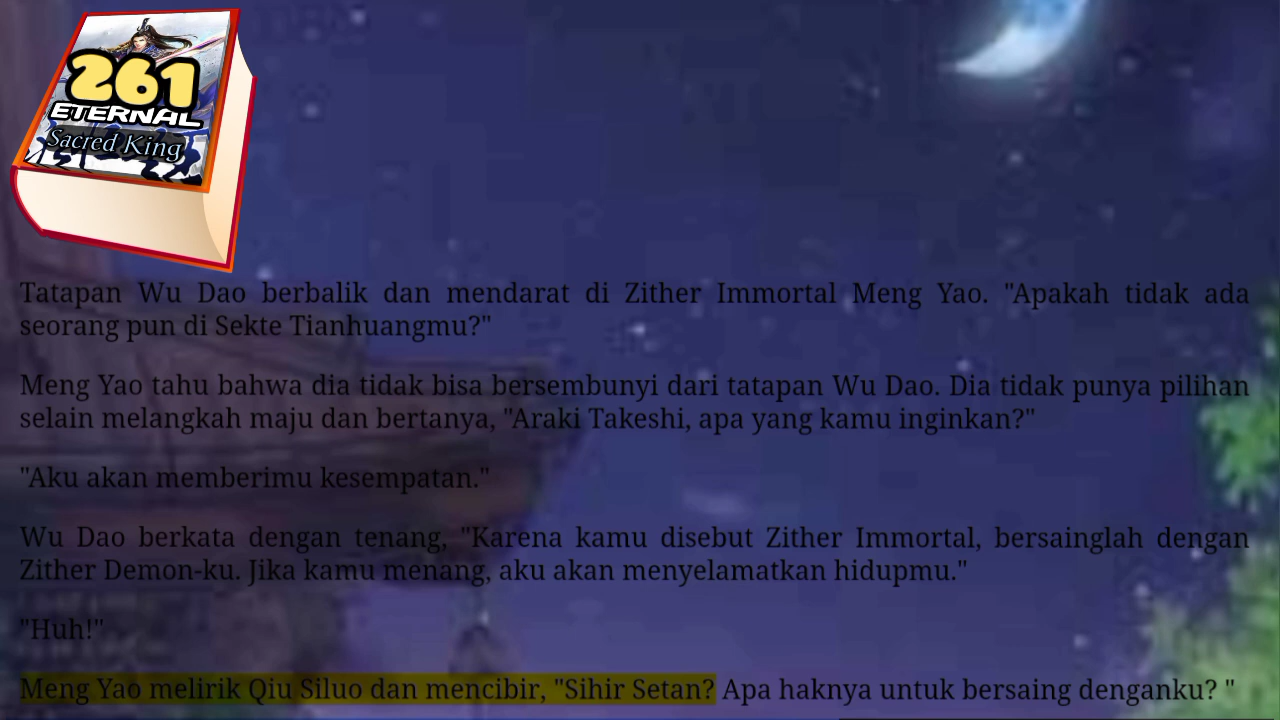 261
ETERNAL
Sacred King
Tatapan Wu Dao berbalik dan mendarat di Zither Immortal Meng Yao. "Apakah tidak ada
seorang pun di Sekte Tianhuangmu?"
Meng Yao tahu bahwa dia tidak bisa bersembunyi dari tatapan Wu Dao. Dia tidak punya pilihan
selain melangkah maju dan bertanya, "Araki Takeshi, apa yang kamu inginkan?"
"Aku akan memberimu kesempatan."
Wu Dao berkata dengan tenang, "Karena kamu disebut Zither Immortal, bersainglah dengan
Zither Demon-ku. Jika kamu menang, aku akan menyelamatkan hidupmu."
"Huh!"
Meng Yao melirik Qiu Siluo dan mencibir, "Sihir Setan? Apa haknya untuk bersaing denganku? "